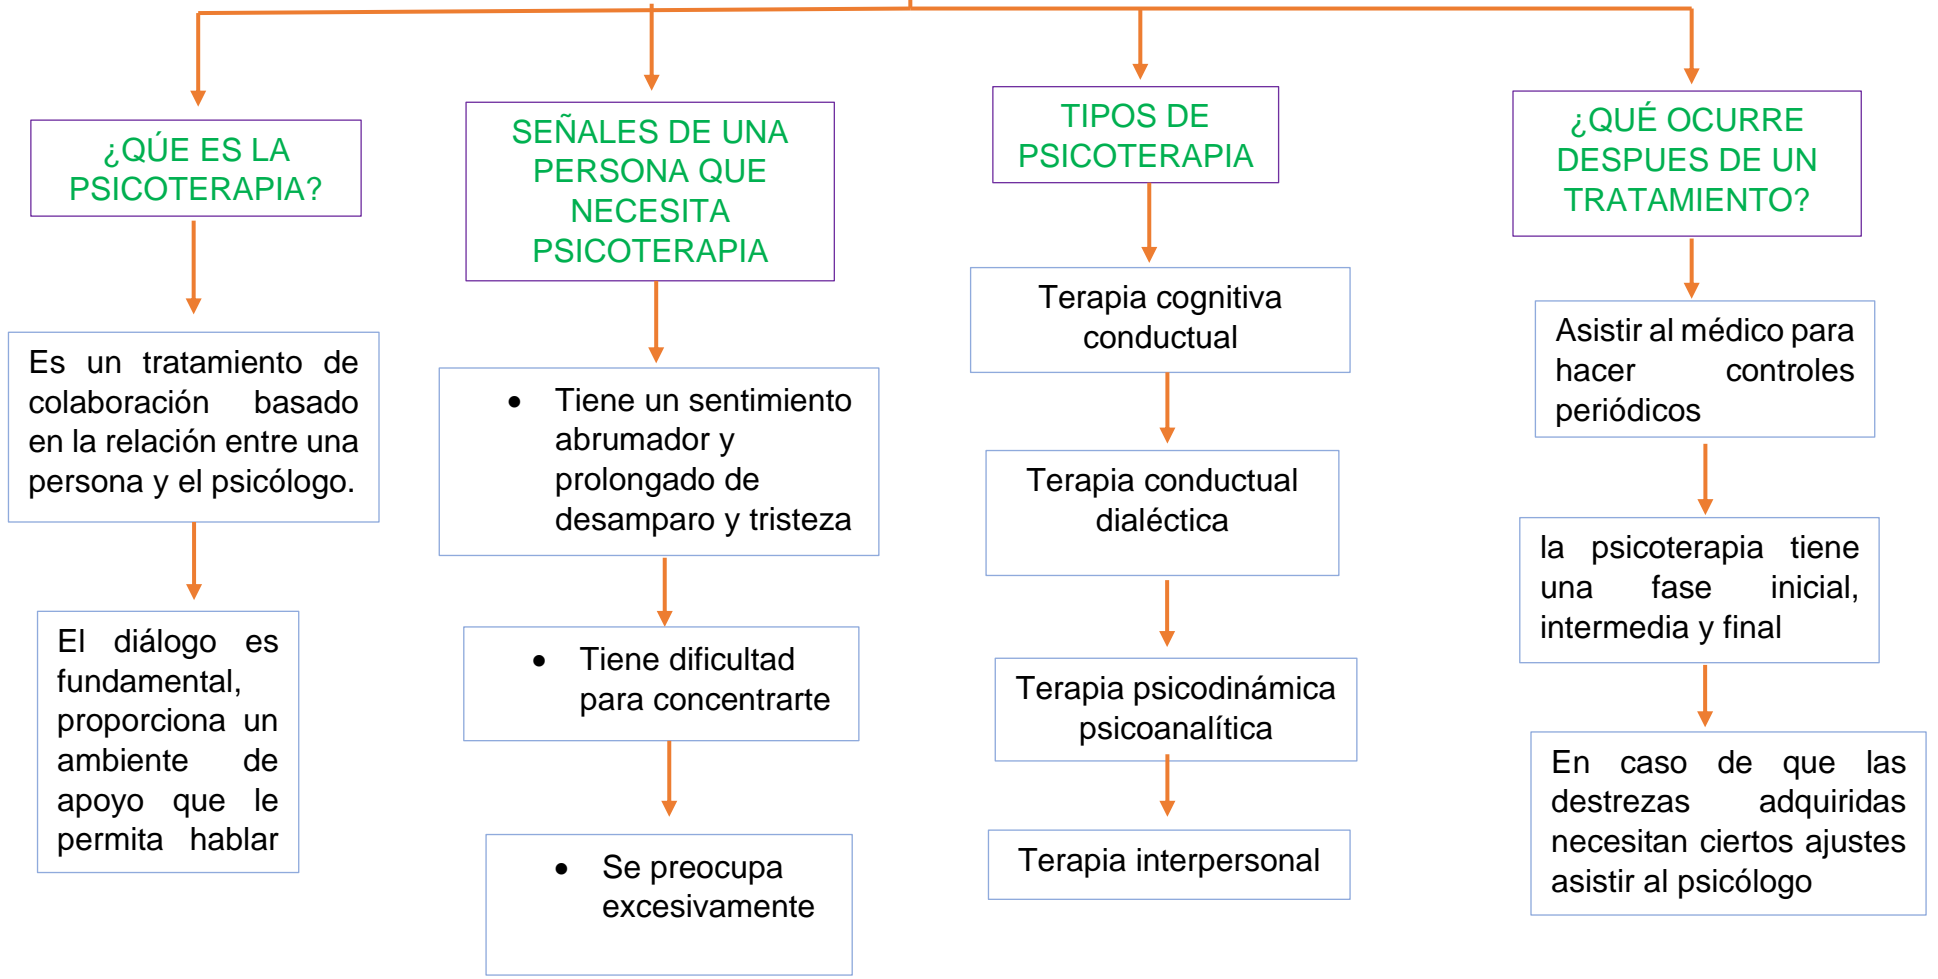 ¿QÚE ES LA
PSICOTERAPIA?
Es un tratamiento de
colaboración basado
en la relación entre una
persona y el psicólogo.
El diálogo es
fundamental,
proporciona un
ambiente de
apoyo que le
permita hablar
SEÑALES DE UNA
PERSONA QUE
NECESITA
PSICOTERAPIA
• Tiene un sentimiento
abrumador y
prolongado de
desamparo y tristeza
• Tiene dificultad
para concentrarte
• Se preocupa
excesivamente
TIPOS DE
PSICOTERAPIA
Terapia cognitiva
conductual
Terapia conductual
dialéctica
Terapia psicodinámica
psicoanalítica
Terapia interpersonal
¿QUÉ OCURRE
DESPUES DE UN
TRATAMIENTO?
Asistir al médico para
hacer controles
periódicos
la psicoterapia tiene
una fase inicial,
intermedia y final
En caso de que las
destrezas adquiridas
necesitan ciertos ajustes
asistir al psicólogo